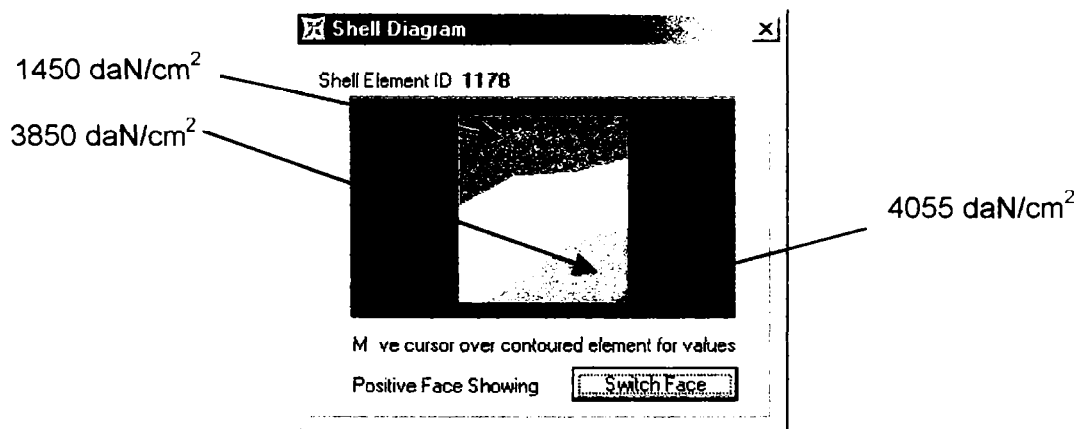 Shell Diagram
1450 daN/cm²
Shell Element ID 1178
3850 daN/cm²
4055 daN/cm²
M ve cursor over contoured element for values
Positive Face Showing
Switch Face